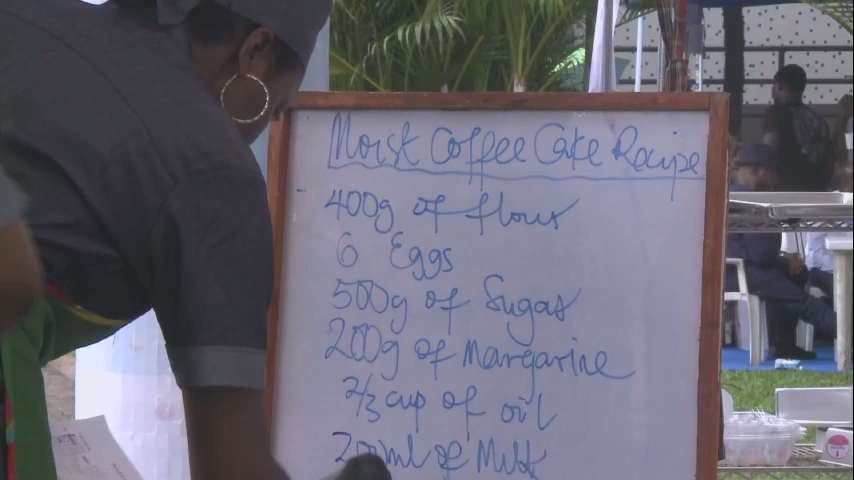 Moist Coffee Cake Recipe
400g of flour
6 Eggs
500g of Sugar
200g of Margarine
2/3 cup of oil
200ml of Milk